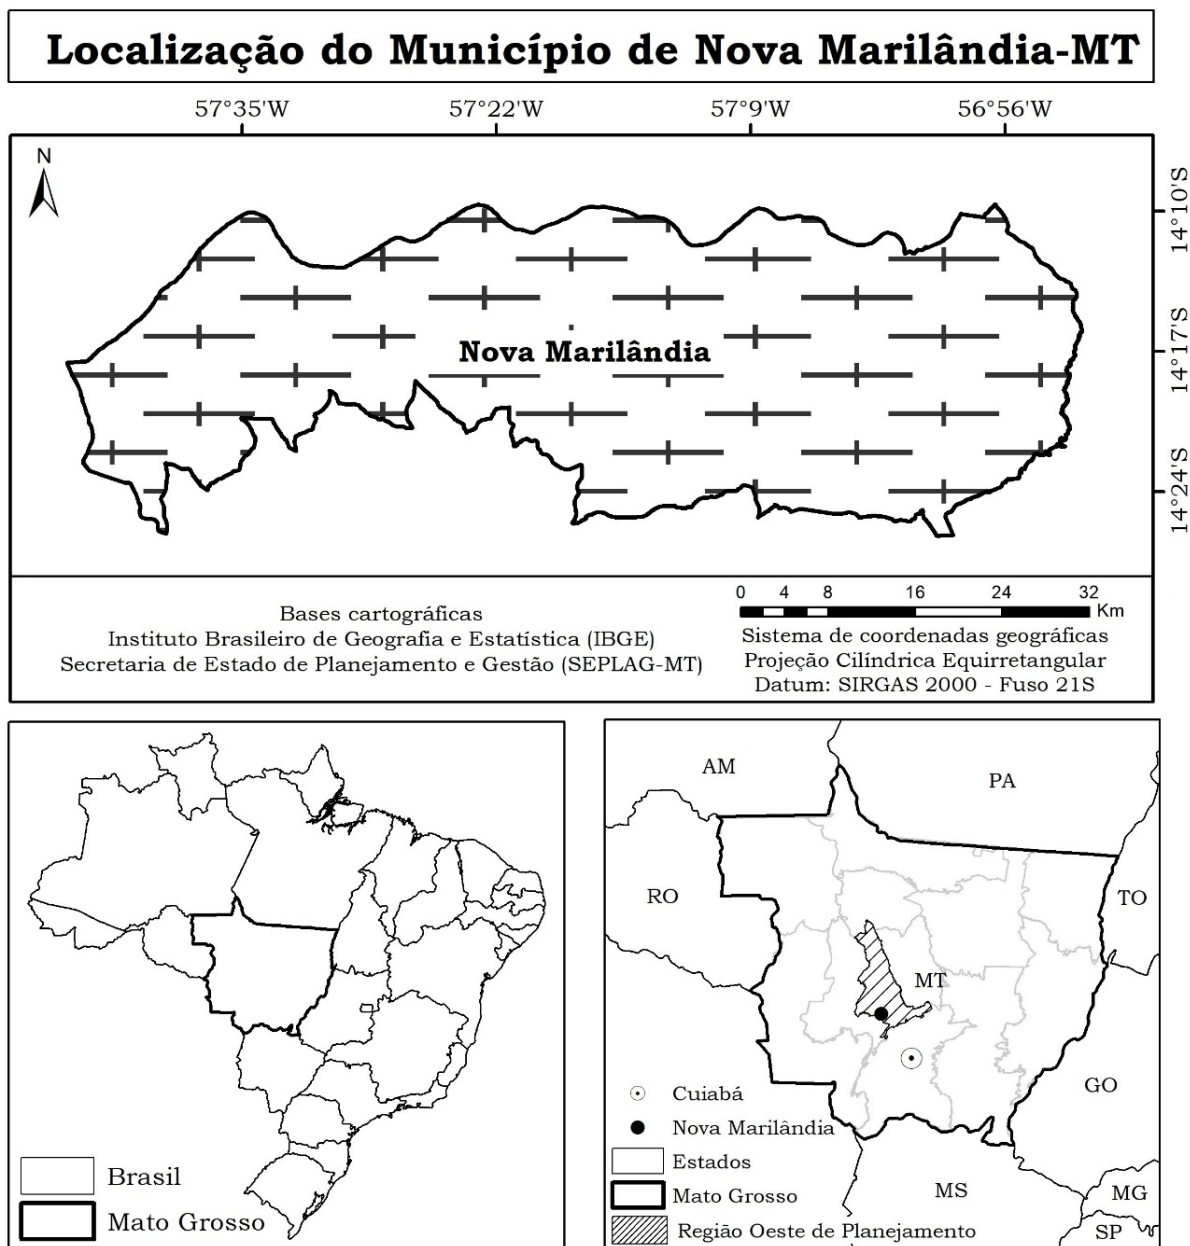 Localização do Município de Nova Marilândia-MT
57°35'W 57°22'W 57°9'W 56°56'W
N
14°10'S
14°17'S
Nova Marilândia
14°24'S
Bases cartográficas
Instituto Brasileiro de Geografia e Estatística (IBGE)
Secretaria de Estado de Planejamento e Gestão (SEPLAG-MT)
0 4 8 16 24 32
Km
Sistema de coordenadas geográficas
Projeção Cilíndrica Equirretangular
Datum: SIRGAS 2000 - Fuso 21S
Brasil
Mato Grosso
AM
PA
RO
TO
MT
GO
Cuiabá
Nova Marilândia
Estados
Mato Grosso
Região Oeste de Planejamento
MS
MG
SP